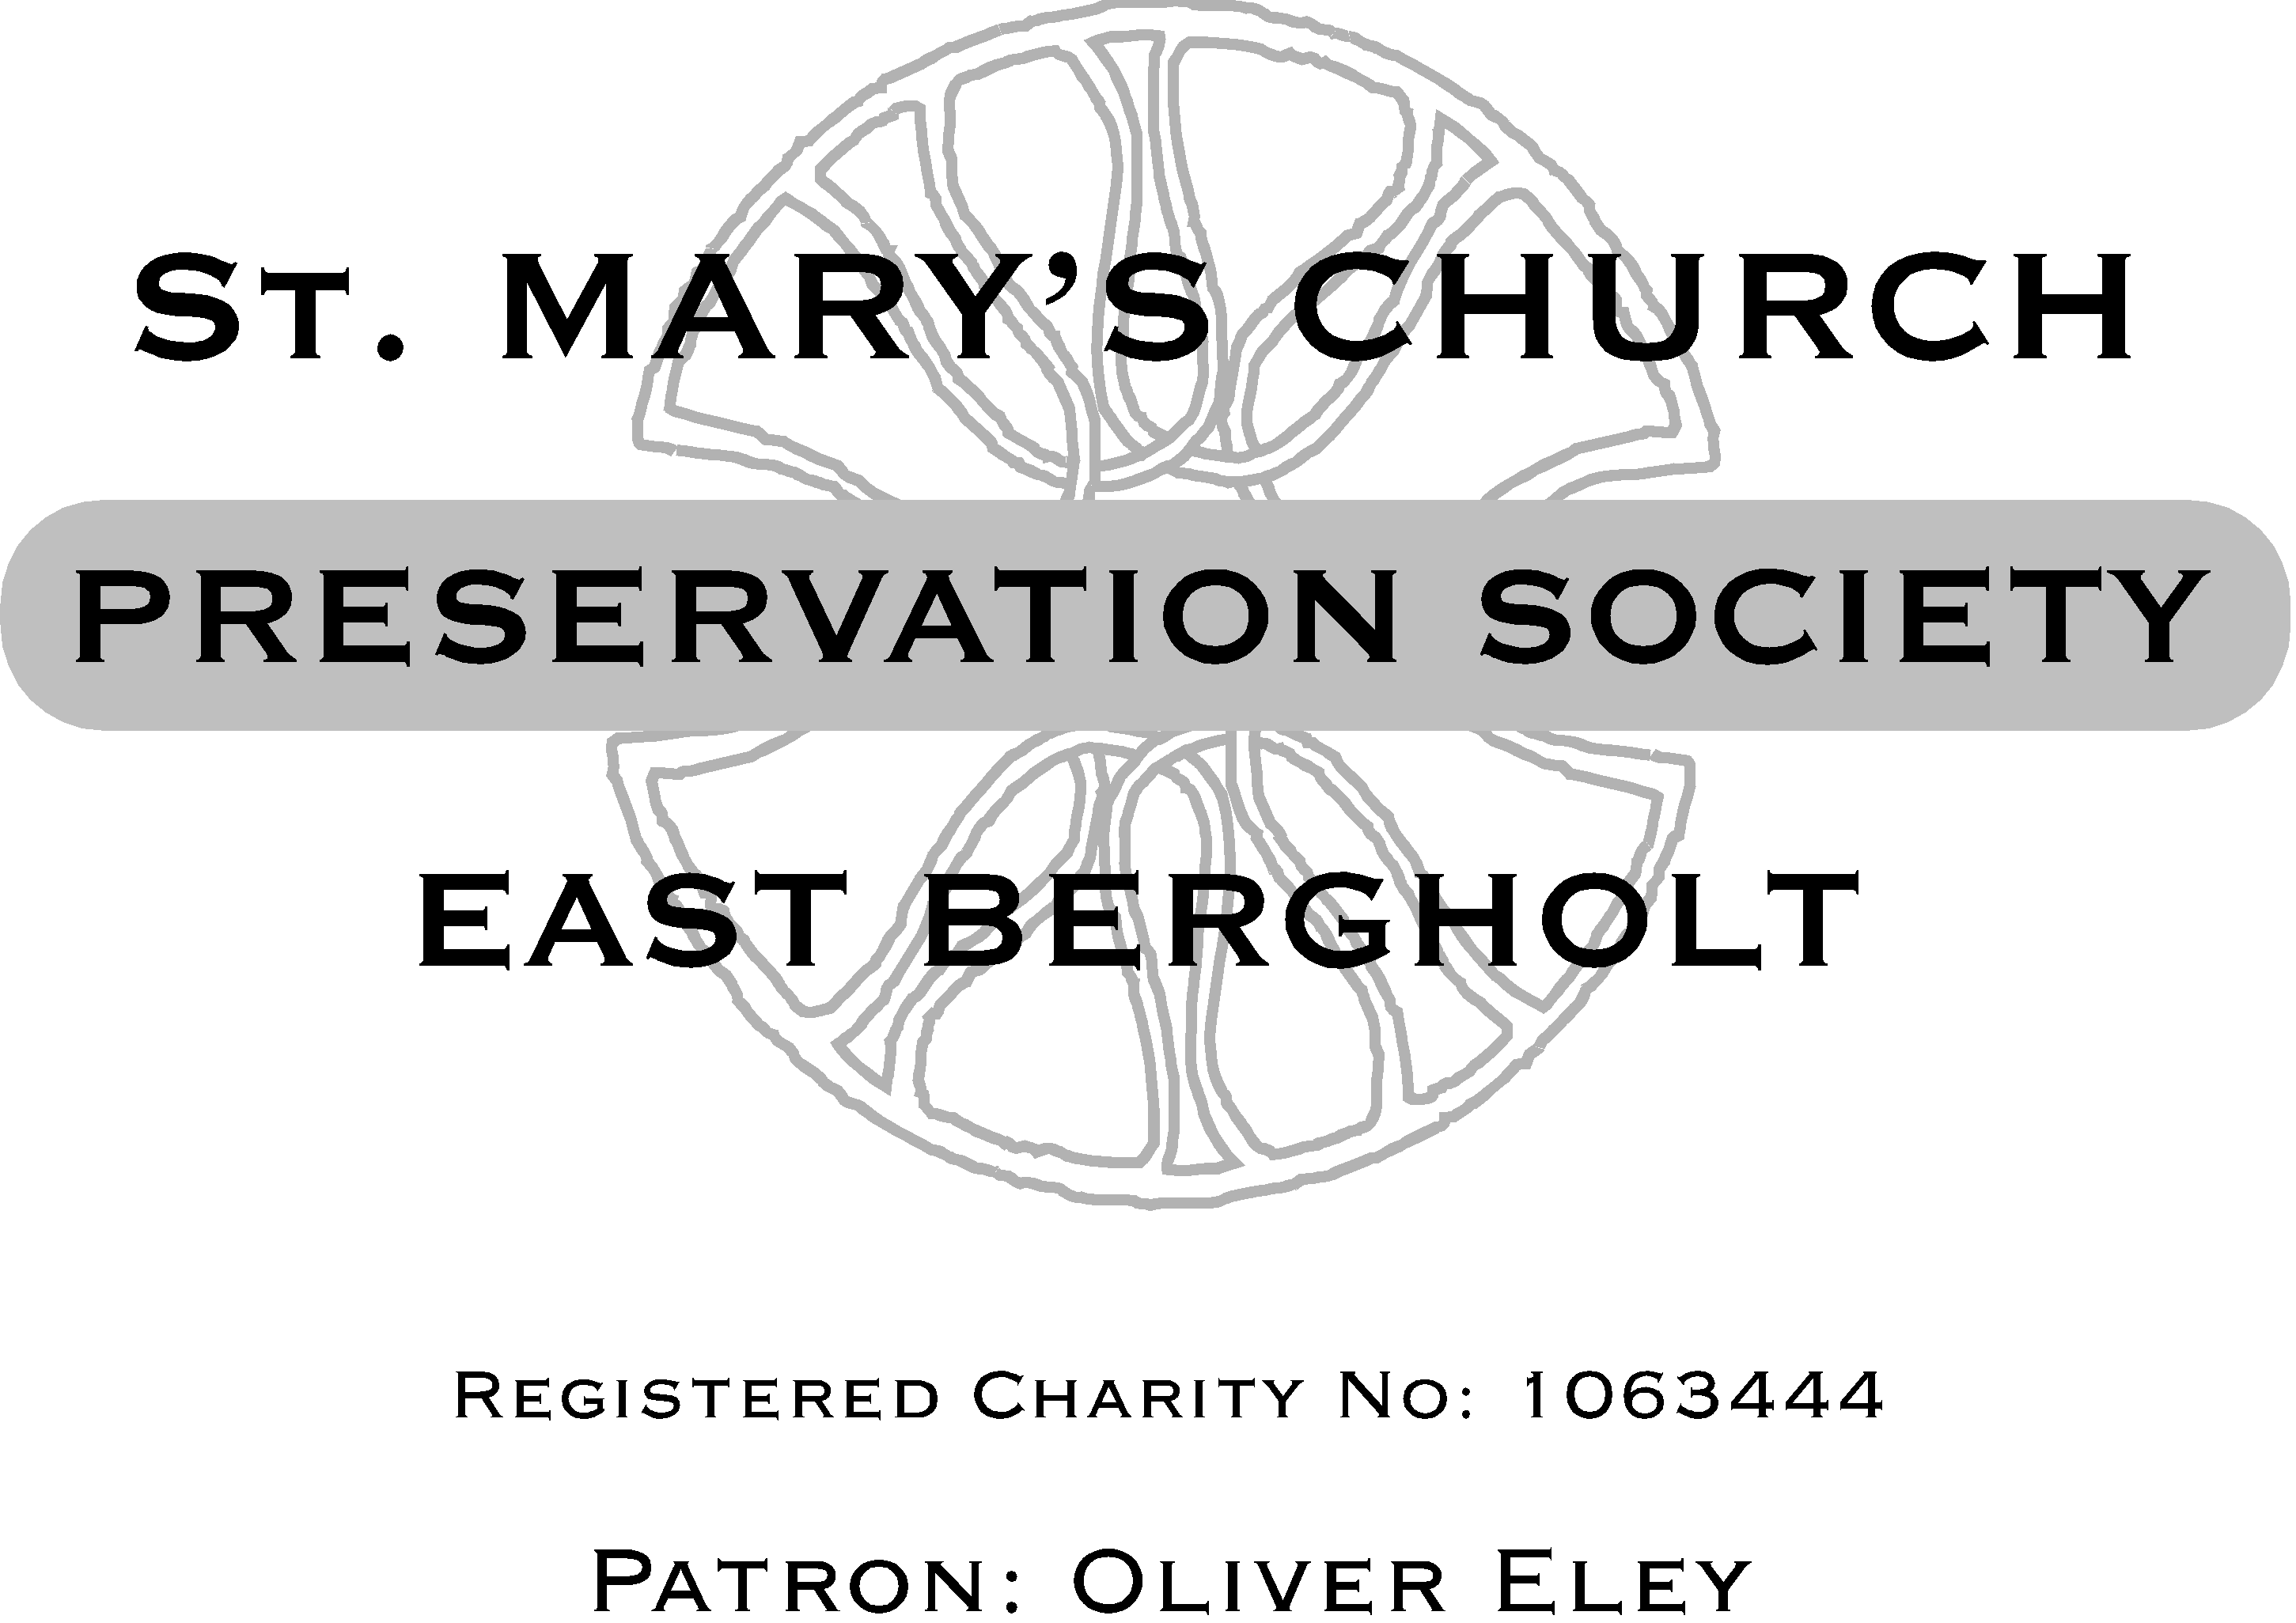 St. MARY’S CHURCH
PRESERVATION SOCIETY
EAST BERGHOLT
Registered Charity No: 1063444
Patron: Oliver Eley